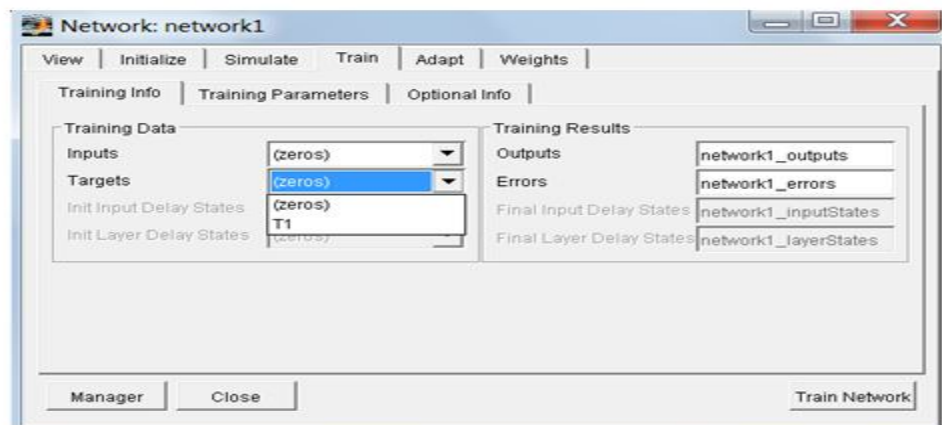 Network: network1
View Initialize Simulate Train Adapt Weights
Training Info Training Parameters Optional Info
Training Data
Inputs (zeros)
Targets (zeros)
(zeros)
T1
Init Input Delay States
Init Layer Delay States (zeros)
Training Results
Outputs network1_outputs
Errors network1_errors
Final Input Delay States network1_inputStates
Final Layer Delay States network1_layerStates
Manager Close Train Network